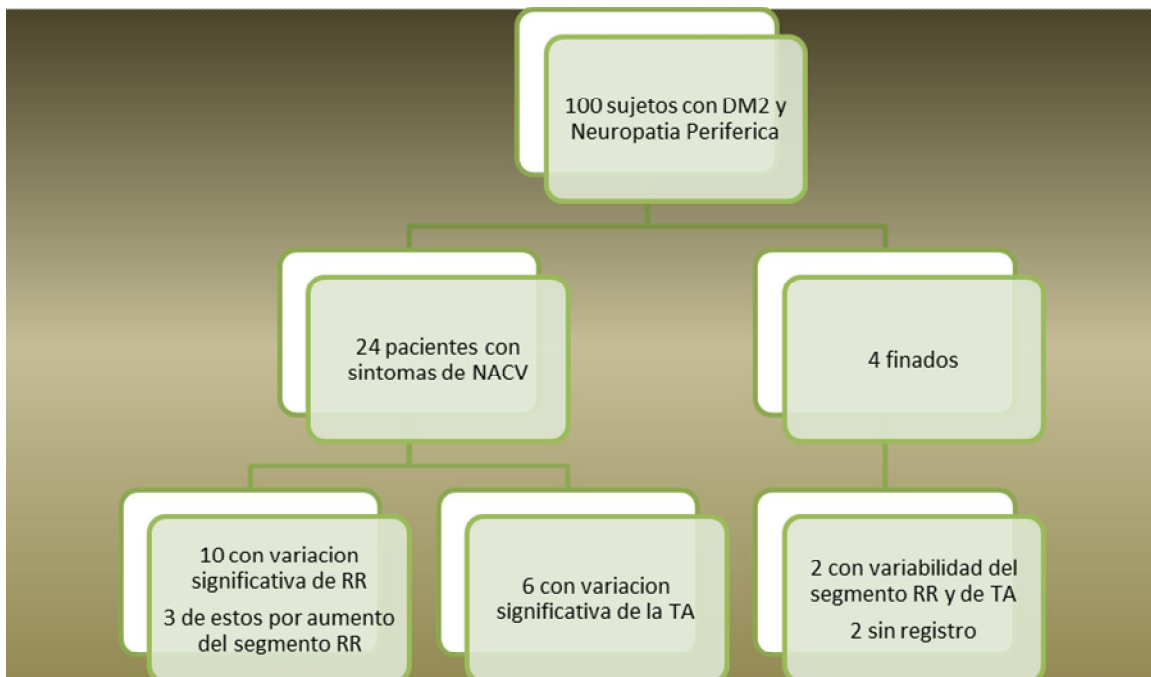 100 sujetos con DM2 y
Neuropatia Periferica
24 pacientes con
sintomas de NACV
4 finados
10 con variacion
significativa de RR
3 de estos por aumento
del segmento RR
6 con variacion
significativa de la TA
2 con variabilidad del
segmento RR y de TA
2 sin registro